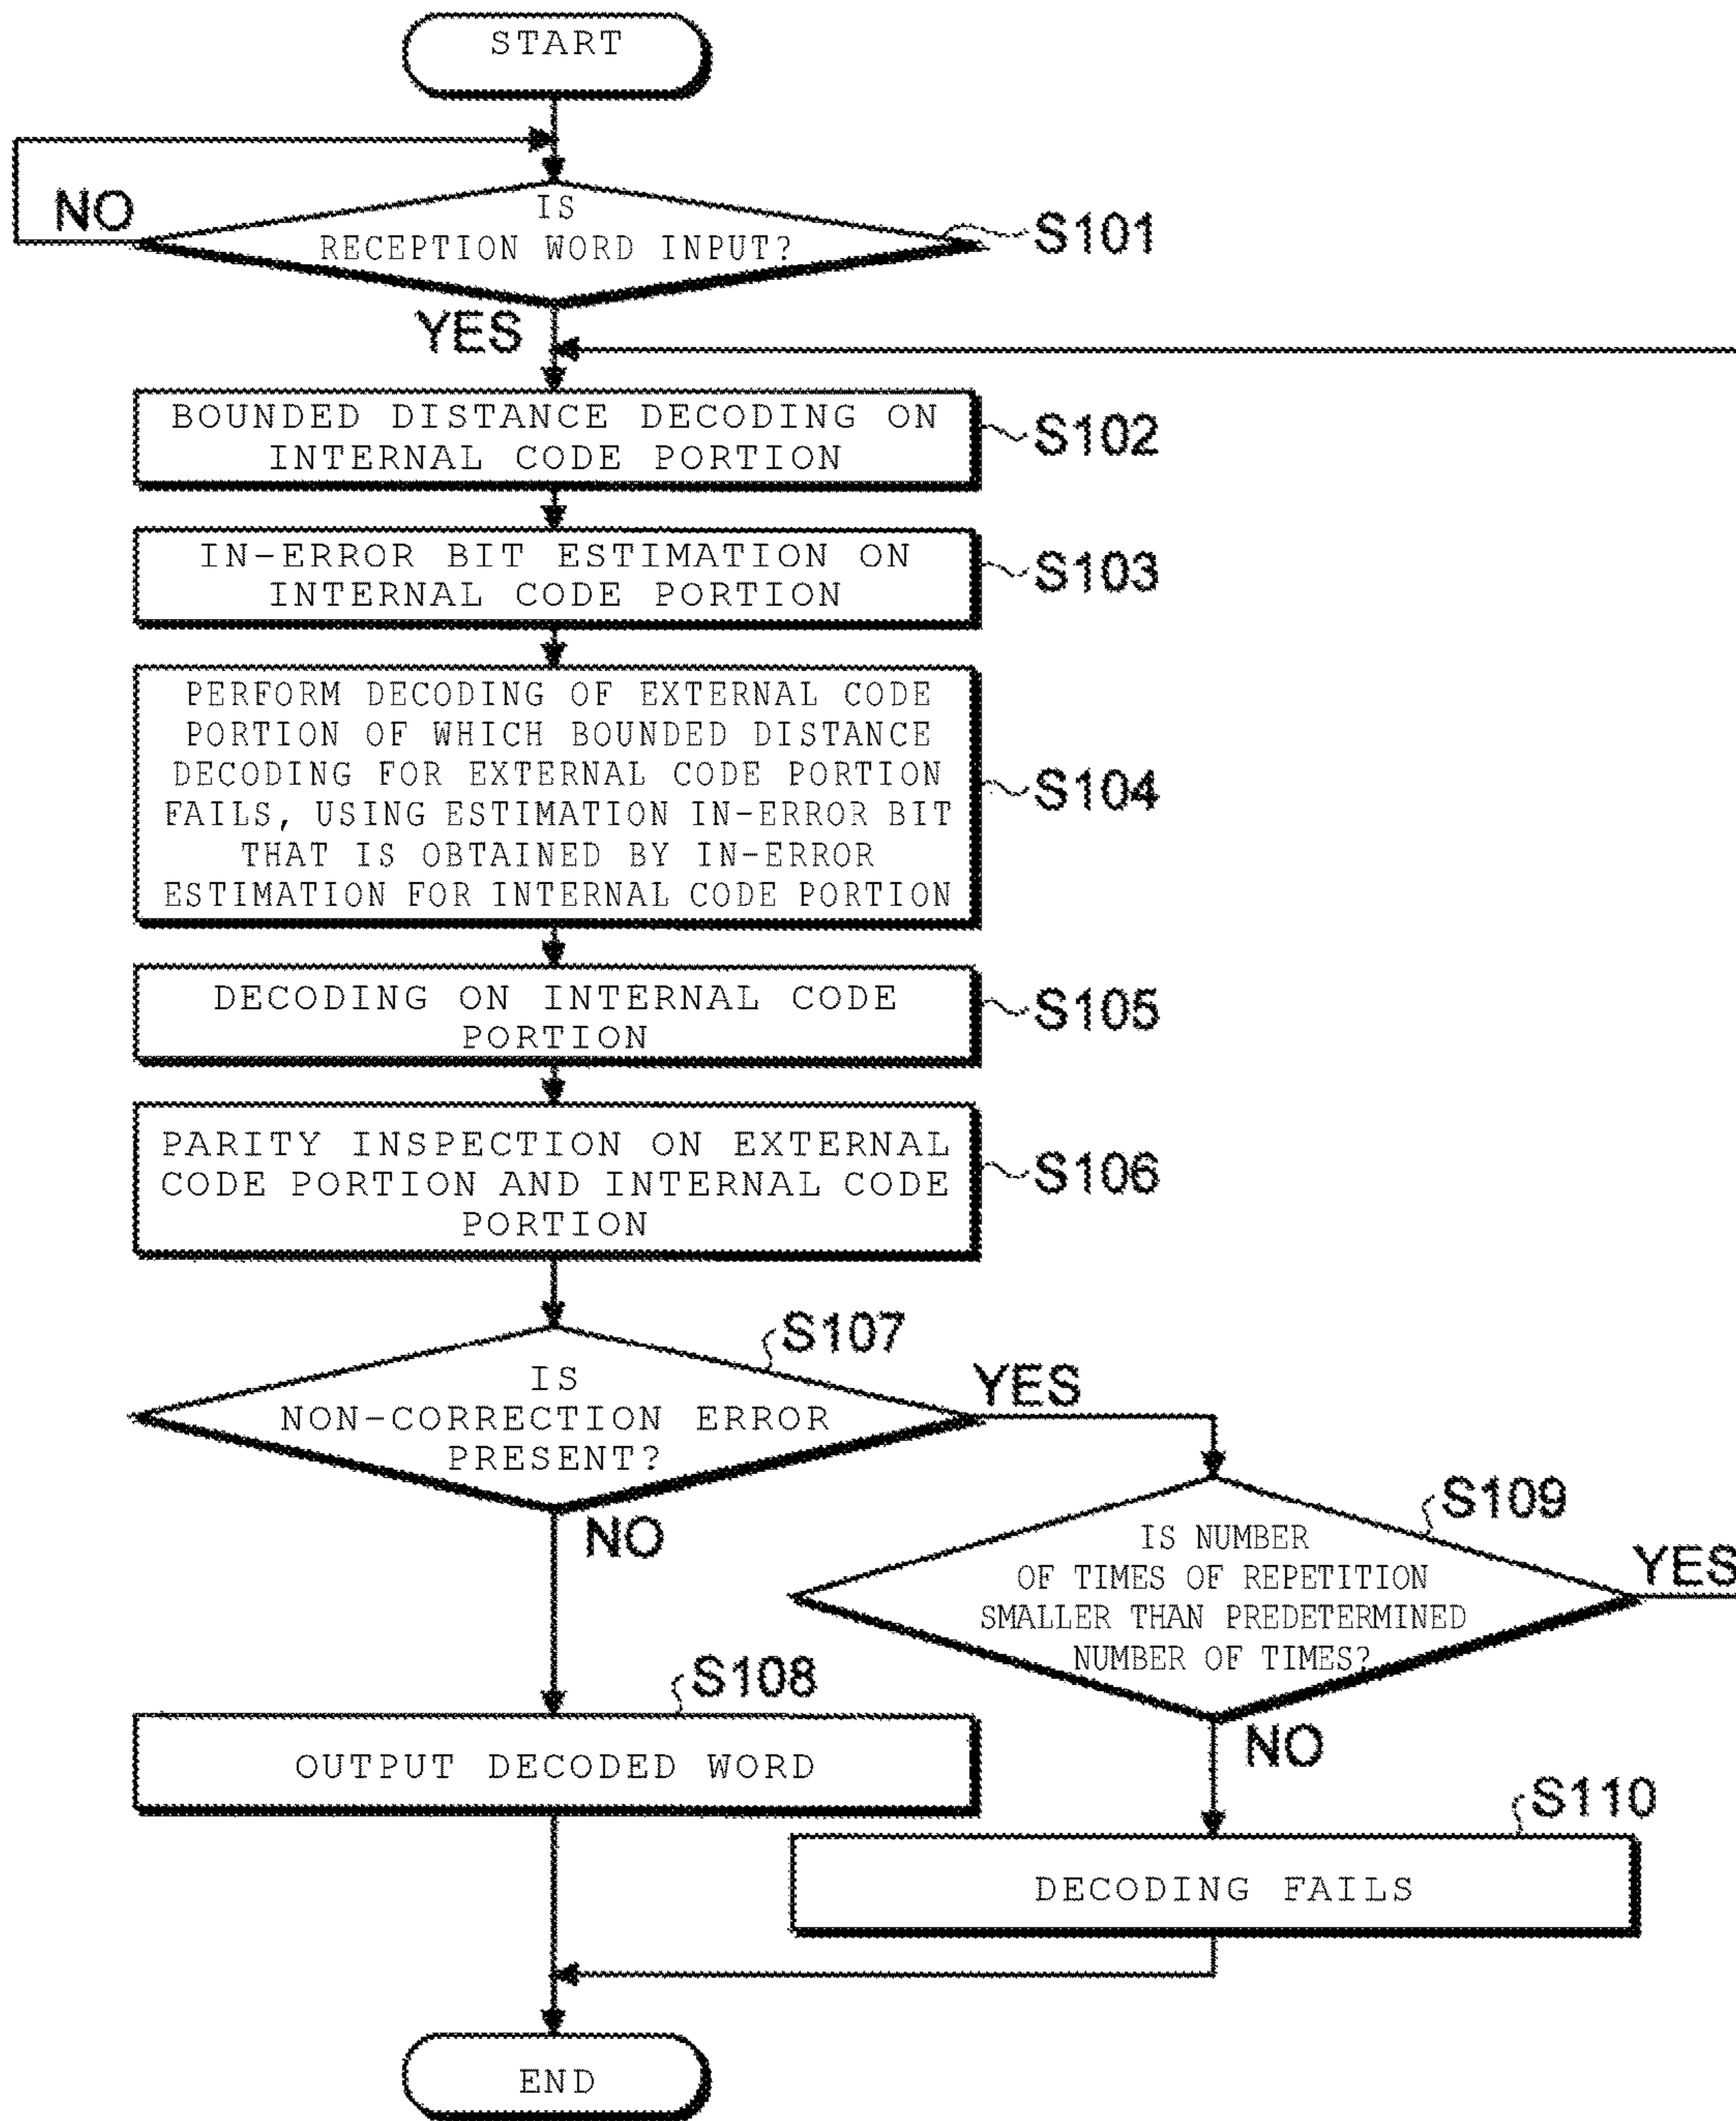 START
NO
IS
RECEPTION WORD INPUT?
S101
YES
BOUNDED DISTANCE DECODING ON
INTERNAL CODE PORTION
S102
IN-ERROR BIT ESTIMATION ON
INTERNAL CODE PORTION
S103
PERFORM DECODING OF EXTERNAL CODE
PORTION OF WHICH BOUNDED DISTANCE
DECODING FOR EXTERNAL CODE PORTION
FAILS, USING ESTIMATION IN-ERROR BIT
THAT IS OBTAINED BY IN-ERROR
ESTIMATION FOR INTERNAL CODE PORTION
S104
DECODING ON INTERNAL CODE
PORTION
S105
PARITY INSPECTION ON EXTERNAL
CODE PORTION AND INTERNAL CODE
PORTION
S106
S107
IS
NON-CORRECTION ERROR
PRESENT?
YES
NO
S109
IS NUMBER
OF TIMES OF REPETITION
SMALLER THAN PREDETERMINED
NUMBER OF TIMES?
YES
NO
S108
OUTPUT DECODED WORD
S110
DECODING FAILS
END